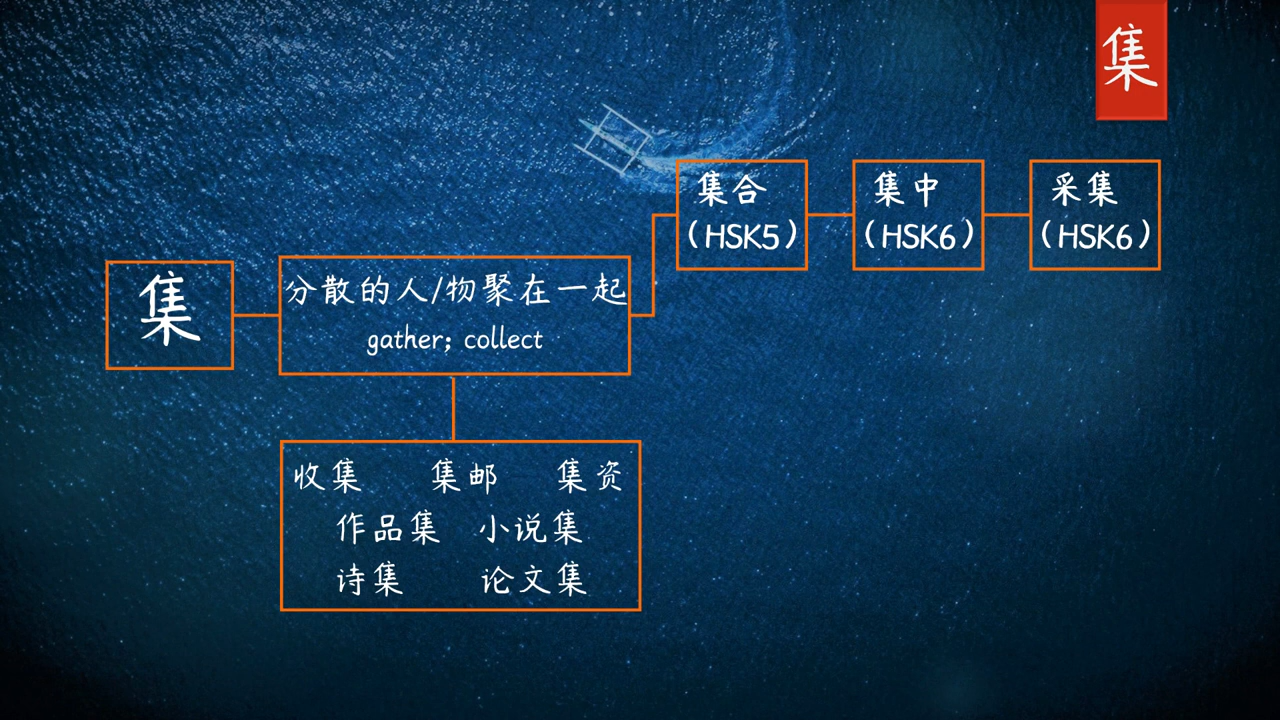 集
集合
（HSK5）
集中
（HSK6）
采集
（HSK6）
集
分散的人/物聚在一起
gather; collect
收集 集邮 集资
作品集 小说集
诗集 论文集